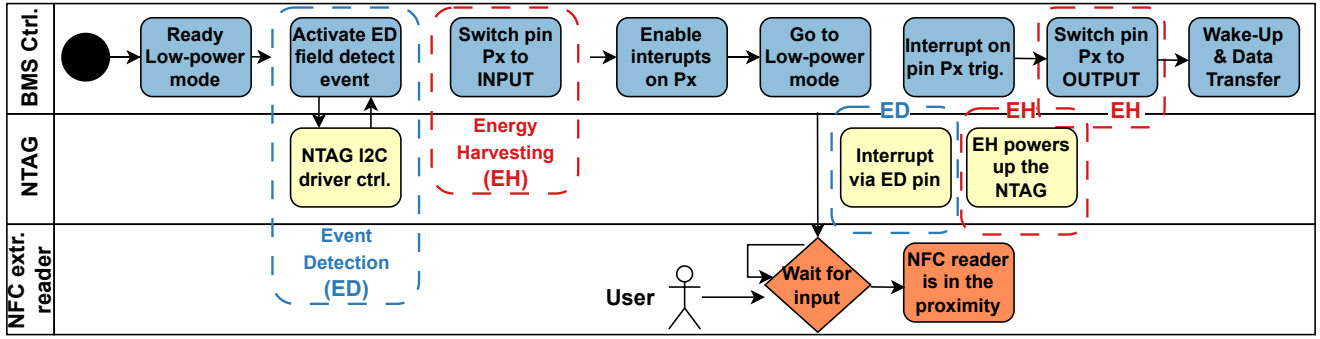 BMS Ctrl.
Ready
Low-power
mode
Activate ED
field detect
event
Switch pin
Px to
INPUT
Enable
interupts
on Px
Go to
Low-power
mode
Interrupt on
pin Px trig.
Switch pin
Px to
OUTPUT
Wake-Up
& Data
Transfer
NTAG
NTAG I2C
driver ctrl.
Energy
Harvesting
(EH)
ED
Interrupt
via ED pin
EH
EH
EH powers
up the
NTAG
NFC extr.
reader
Event
Detection
(ED)
User
Wait for
input
NFC reader
is in the
proximity